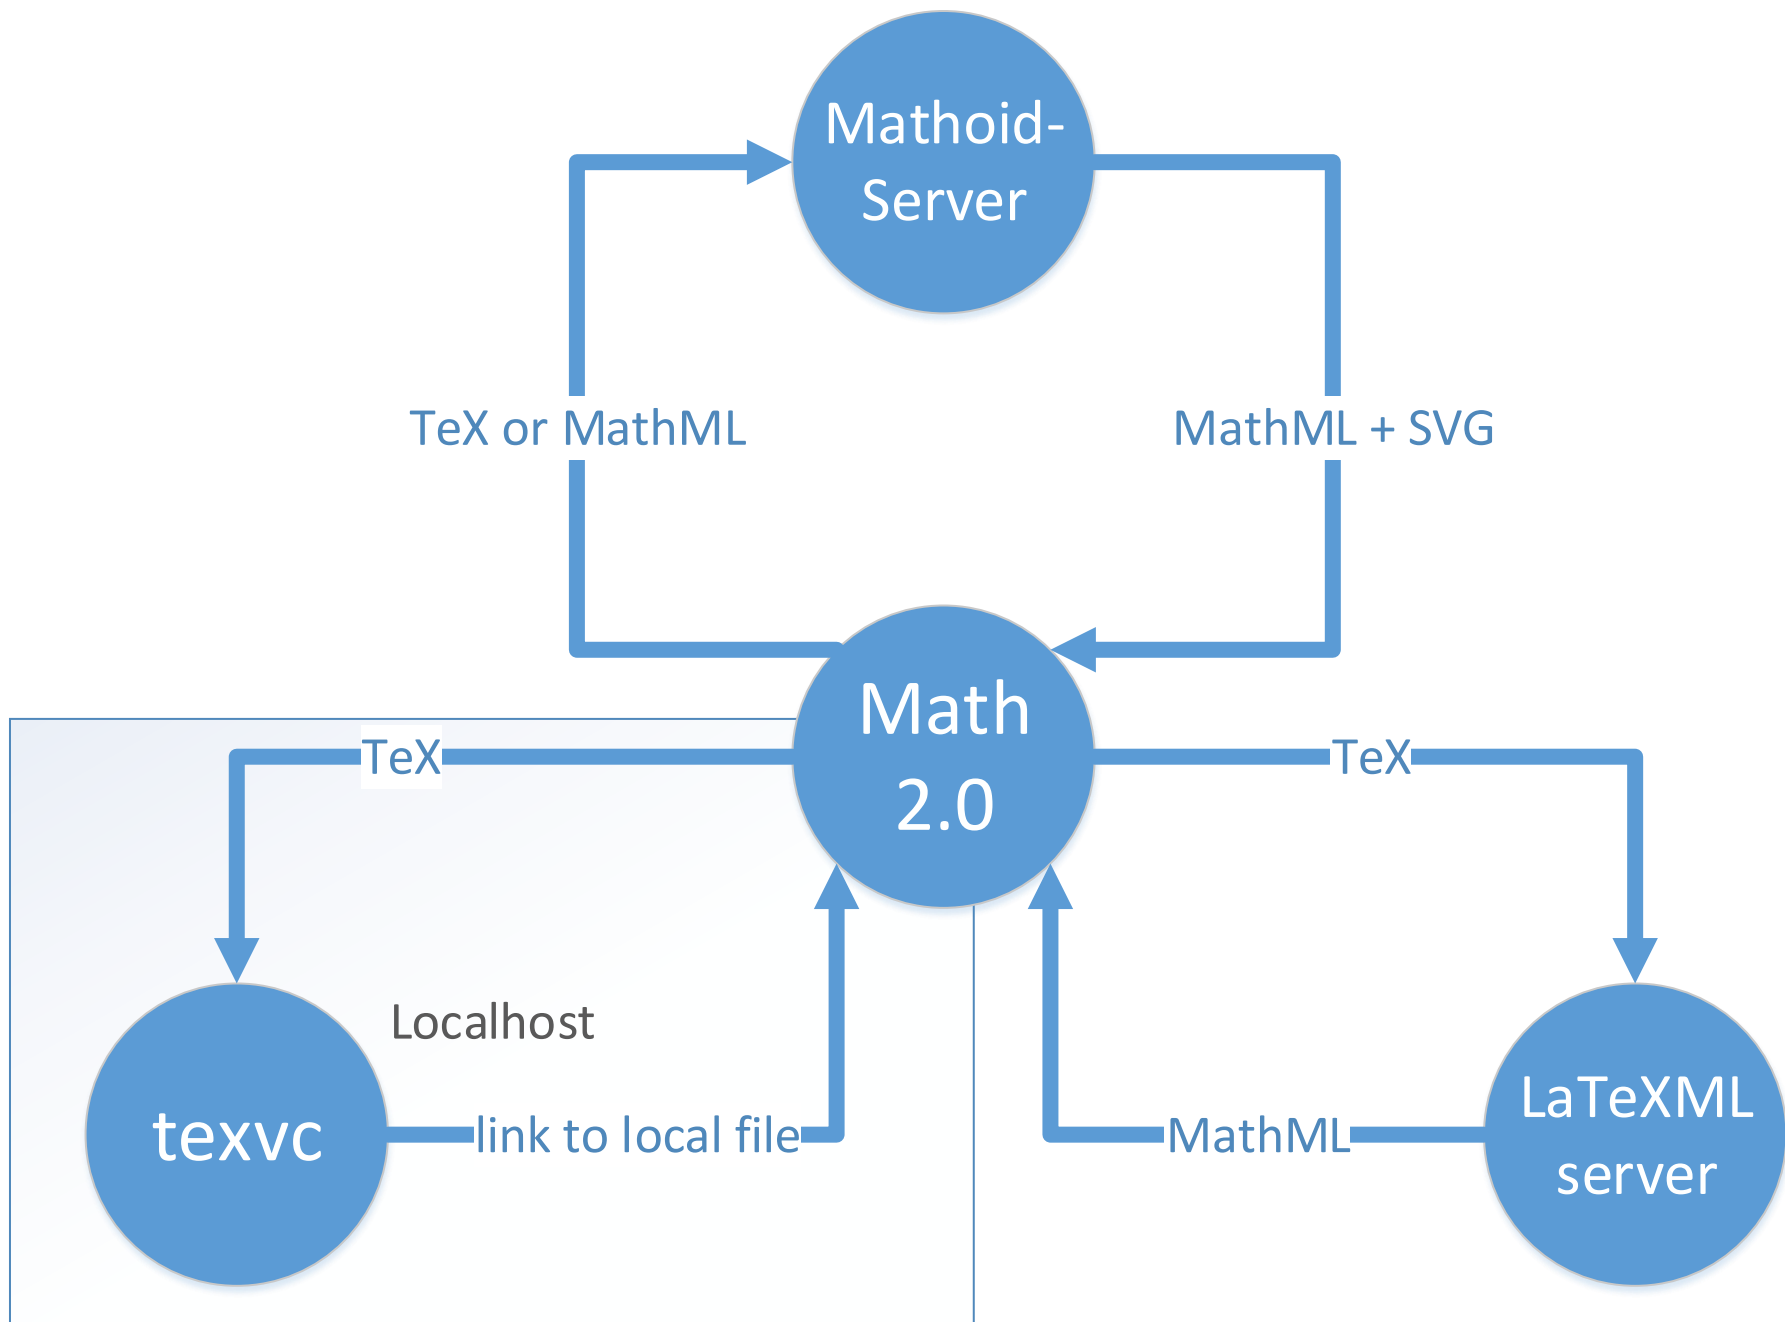 Mathoid-
Server
TeX or MathML
MathML + SVG
Math
2.0
TeX
TeX
Localhost
texvc
link to local file
MathML
LaTeXML
server